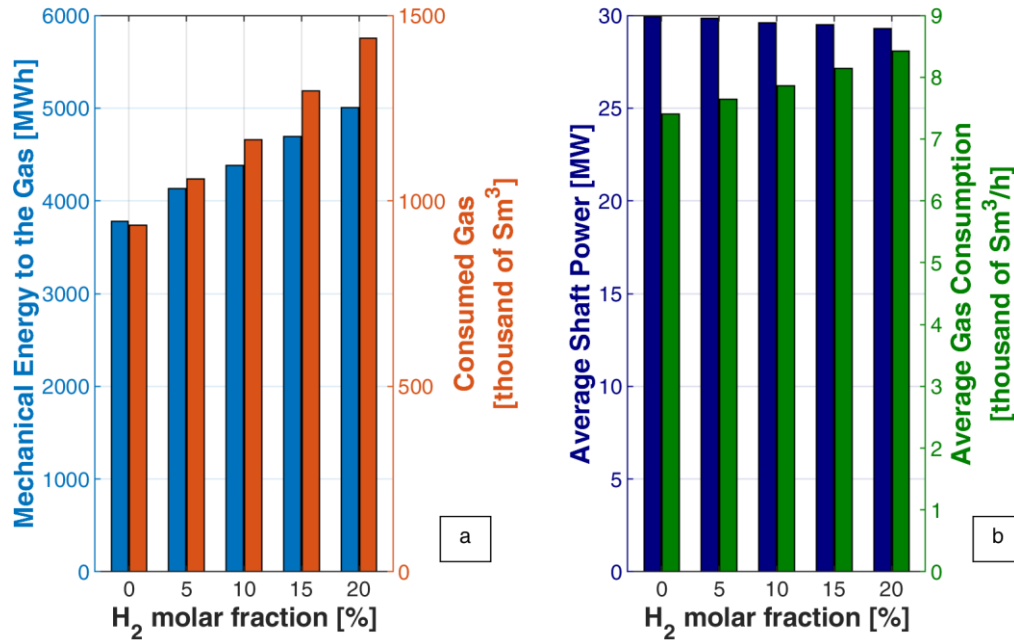 6000
5000
4000
3000
2000
1000
0
Mechanical Energy to the Gas [MWh]
1500
1000
500
0
Consumed Gas
[thousand of Sm³]
0 5 10 15 20
H₂ molar fraction [%]
a
30
25
20
15
10
5
0
Average Shaft Power [MW]
9
8
7
6
5
4
3
2
1
0
Average Gas Consumption
[thousand of Sm³/h]
0 5 10 15 20
H₂ molar fraction [%]
b